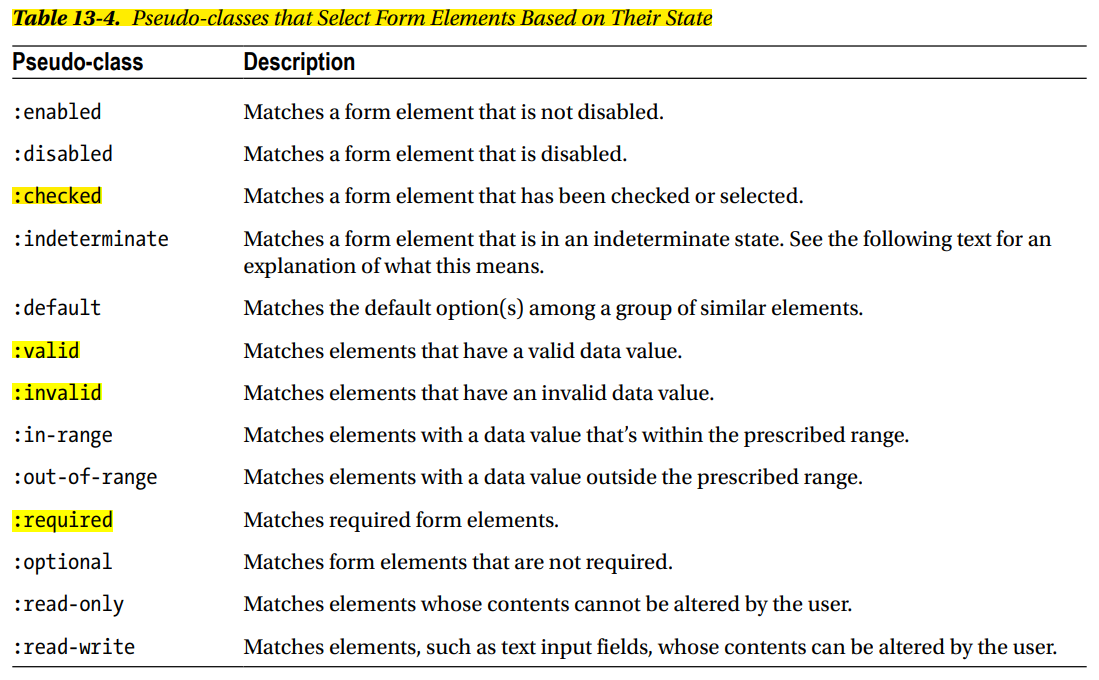 Table 13-4. Pseudo-classes that Select Form Elements Based on Their State
Pseudo-class Description
:enabled Matches a form element that is not disabled.
:disabled Matches a form element that is disabled.
:checked Matches a form element that has been checked or selected.
:indeterminate Matches a form element that is in an indeterminate state. See the following text for an
explanation of what this means.
:default Matches the default option(s) among a group of similar elements.
:valid Matches elements that have a valid data value.
:invalid Matches elements that have an invalid data value.
:in-range Matches elements with a data value that’s within the prescribed range.
:out-of-range Matches elements with a data value outside the prescribed range.
:required Matches required form elements.
:optional Matches form elements that are not required.
:read-only Matches elements whose contents cannot be altered by the user.
:read-write Matches elements, such as text input fields, whose contents can be altered by the user.